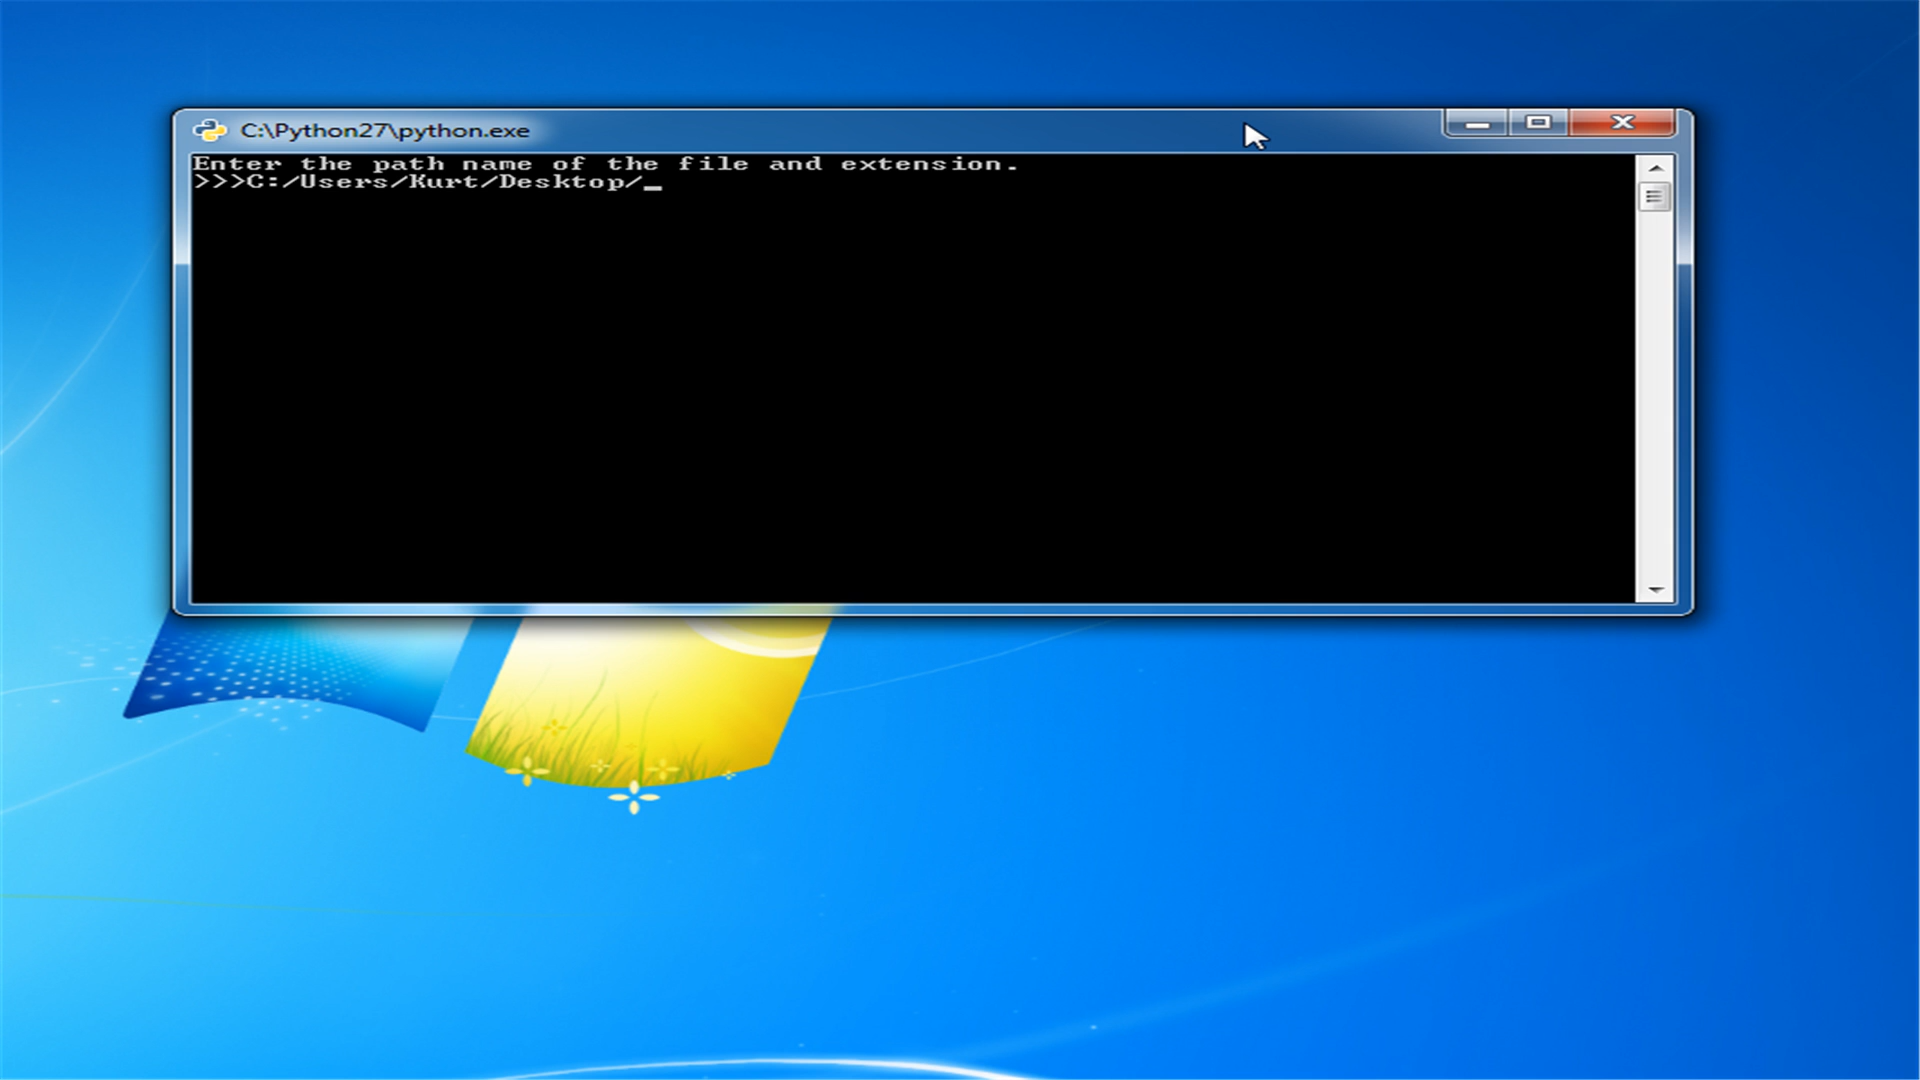 C:\Python27\python.exe
Enter the path name of the file and extension.
>>>C:/Users/Kurt/Desktop/_